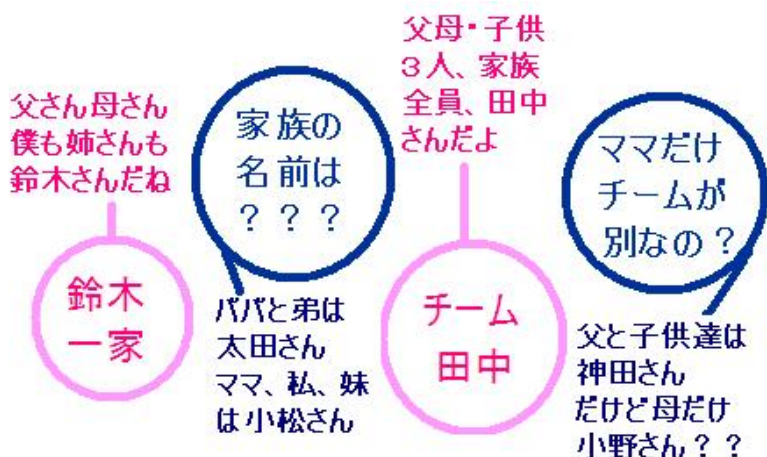 父さん母さん
僕も姉さんも
鈴木さんだね
鈴木
一家
家族の
名前は
？？？
パパと弟は
太田さん
ママ、私、妹
は小松さん
父母・子供
３人、家族
全員、田中
さんだよ
チーム
田中
ママだけ
チームが
別なの？
父と子供達は
神田さん
だけど母だけ
小野さん？？